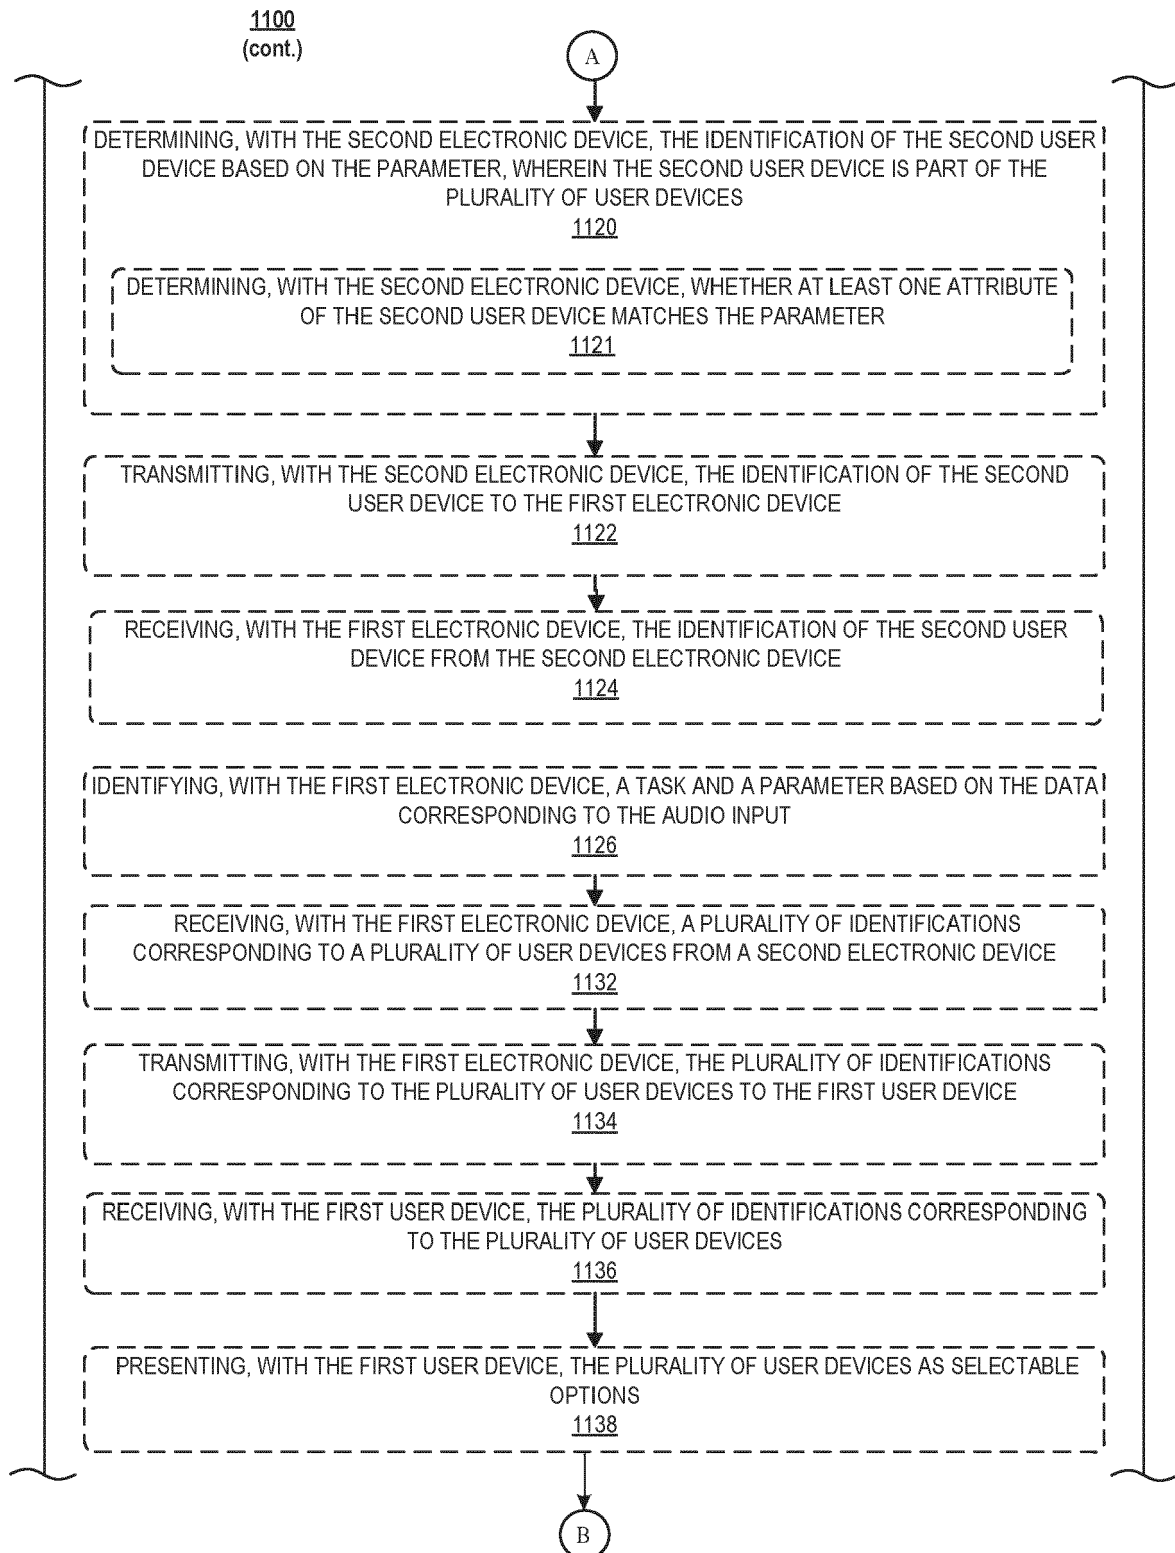 1100
(cont.)
A
DETERMINING, WITH THE SECOND ELECTRONIC DEVICE, THE IDENTIFICATION OF THE SECOND USER
DEVICE BASED ON THE PARAMETER, WHEREIN THE SECOND USER DEVICE IS PART OF THE
PLURALITY OF USER DEVICES
1120
DETERMINING, WITH THE SECOND ELECTRONIC DEVICE, WHETHER AT LEAST ONE ATTRIBUTE
OF THE SECOND USER DEVICE MATCHES THE PARAMETER
1121
TRANSMITTING, WITH THE SECOND ELECTRONIC DEVICE, THE IDENTIFICATION OF THE SECOND
USER DEVICE TO THE FIRST ELECTRONIC DEVICE
1122
RECEIVING, WITH THE FIRST ELECTRONIC DEVICE, THE IDENTIFICATION OF THE SECOND USER
DEVICE FROM THE SECOND ELECTRONIC DEVICE
1124
IDENTIFYING, WITH THE FIRST ELECTRONIC DEVICE, A TASK AND A PARAMETER BASED ON THE DATA
CORRESPONDING TO THE AUDIO INPUT
1126
RECEIVING, WITH THE FIRST ELECTRONIC DEVICE, A PLURALITY OF IDENTIFICATIONS
CORRESPONDING TO A PLURALITY OF USER DEVICES FROM A SECOND ELECTRONIC DEVICE
1132
TRANSMITTING, WITH THE FIRST ELECTRONIC DEVICE, THE PLURALITY OF IDENTIFICATIONS
CORRESPONDING TO THE PLURALITY OF USER DEVICES TO THE FIRST USER DEVICE
1134
RECEIVING, WITH THE FIRST USER DEVICE, THE PLURALITY OF IDENTIFICATIONS CORRESPONDING
TO THE PLURALITY OF USER DEVICES
1136
PRESENTING, WITH THE FIRST USER DEVICE, THE PLURALITY OF USER DEVICES AS SELECTABLE
OPTIONS
1138
B